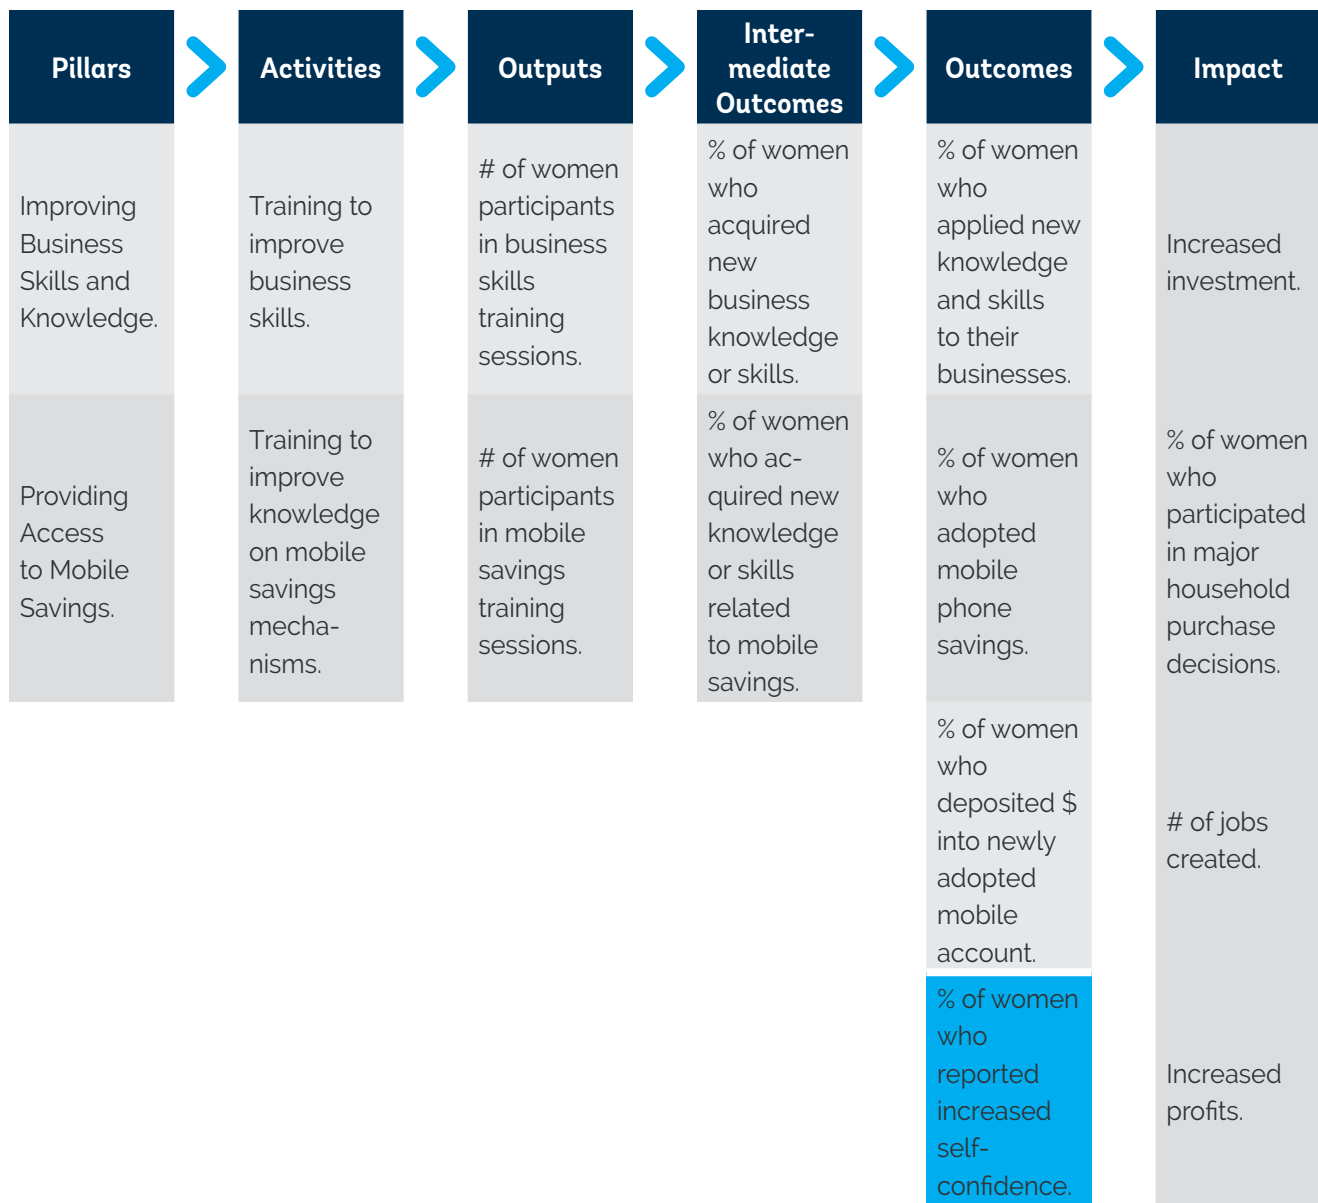 Pillars
Activities
Outputs
Inter-
mediate
Outcomes
Outcomes
Impact
Improving
Business
Skills and
Knowledge.
Training to
improve
business
skills.
# of women
participants
in business
skills
training
sessions.
% of women
who
acquired
new
business
knowledge
or skills.
% of women
who
applied new
knowledge
and skills
to their
businesses.
Increased
investment.
Providing
Access
to Mobile
Savings.
Training to
improve
knowledge
on mobile
savings
mecha-
nisms.
# of women
participants
in mobile
savings
training
sessions.
% of women
who ac-
quired new
knowledge
or skills
related
to mobile
savings.
% of women
who
adopted
mobile
phone
savings.
% of women
who
participated
in major
household
purchase
decisions.
% of women
who
deposited $
into newly
adopted
mobile
account.
# of jobs
created.
% of women
who
reported
increased
self-
confidence.
Increased
profits.